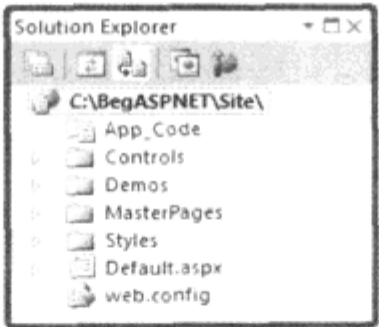 Solution Explorer
C:\BegASPNET\Site\
App_Code
Controls
Demos
MasterPages
Styles
Default.aspx
web.config